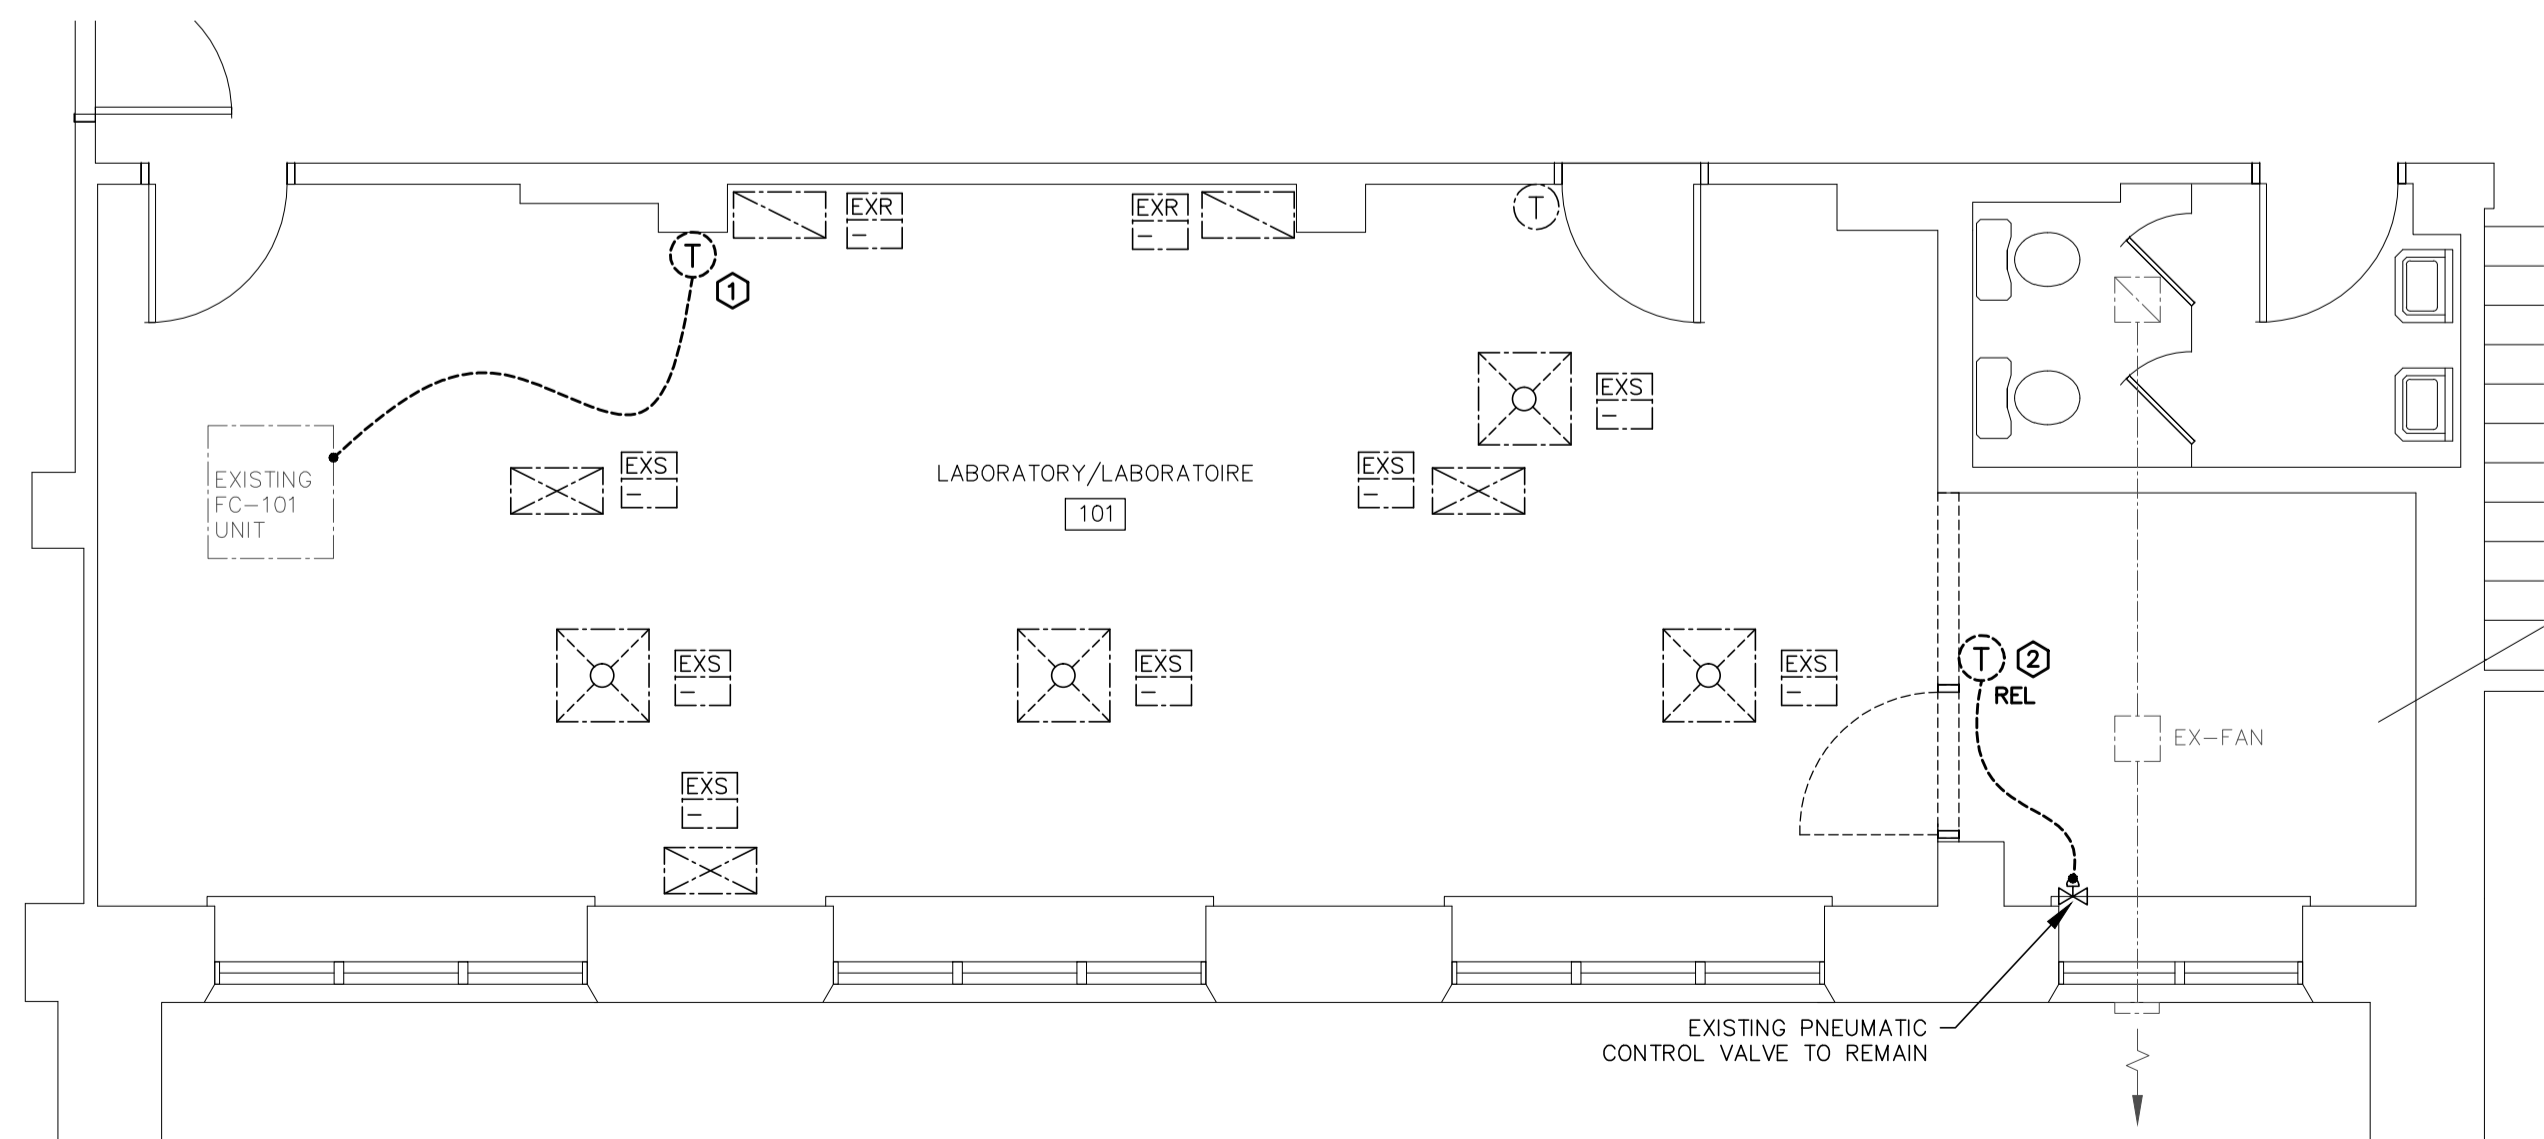 EXR
–
EXR
–
T
T
1
EXS
–
EXISTING
FC-101
UNIT
EXS
–
LABORATORY/LABORATOIRE
101
EXS
–
EXS
–
EXS
–
EXS
–
T
2
REL
EX-FAN
EXS
–
EXISTING PNEUMATIC
CONTROL VALVE TO REMAIN